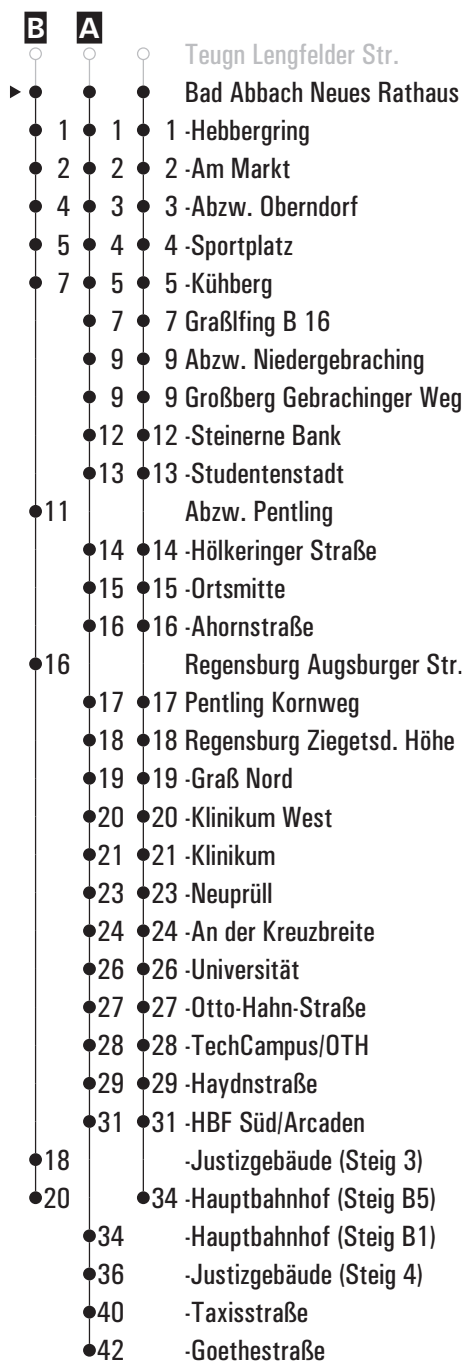 B A
Teugn Lengfelder Str.
Bad Abbach Neues Rathaus
1 1 1 -Hebbergring
2 2 2 -Am Markt
4 3 3 -Abzw. Oberndorf
5 4 4 -Sportplatz
7 5 5 -Kühberg
7 7 Graßlfing B 16
9 9 Abzw. Niedergebraching
9 9 Großberg Gebrachinger Weg
12 12 -Steinerne Bank
13 13 -Studentenstadt
11 Abzw. Pentling
14 14 -Hölkeringer Straße
15 15 -Ortsmitte
16 16 -Ahornstraße
16 Regensburg Augsburger Str.
17 17 Pentling Kornweg
18 18 Regensburg Ziegetsd. Höhe
19 19 -Graß Nord
20 20 -Klinikum West
21 21 -Klinikum
23 23 -Neuprüll
24 24 -An der Kreuzbreite
26 26 -Universität
27 27 -Otto-Hahn-Straße
28 28 -TechCampus/OTH
29 29 -Haydnstraße
31 31 -HBF Süd/Arcaden
18 -Justizgebäude (Steig 3)
20 34 -Hauptbahnhof (Steig B5)
34 -Hauptbahnhof (Steig B1)
36 -Justizgebäude (Steig 4)
40 -Taxisstraße
42 -Goethestraße